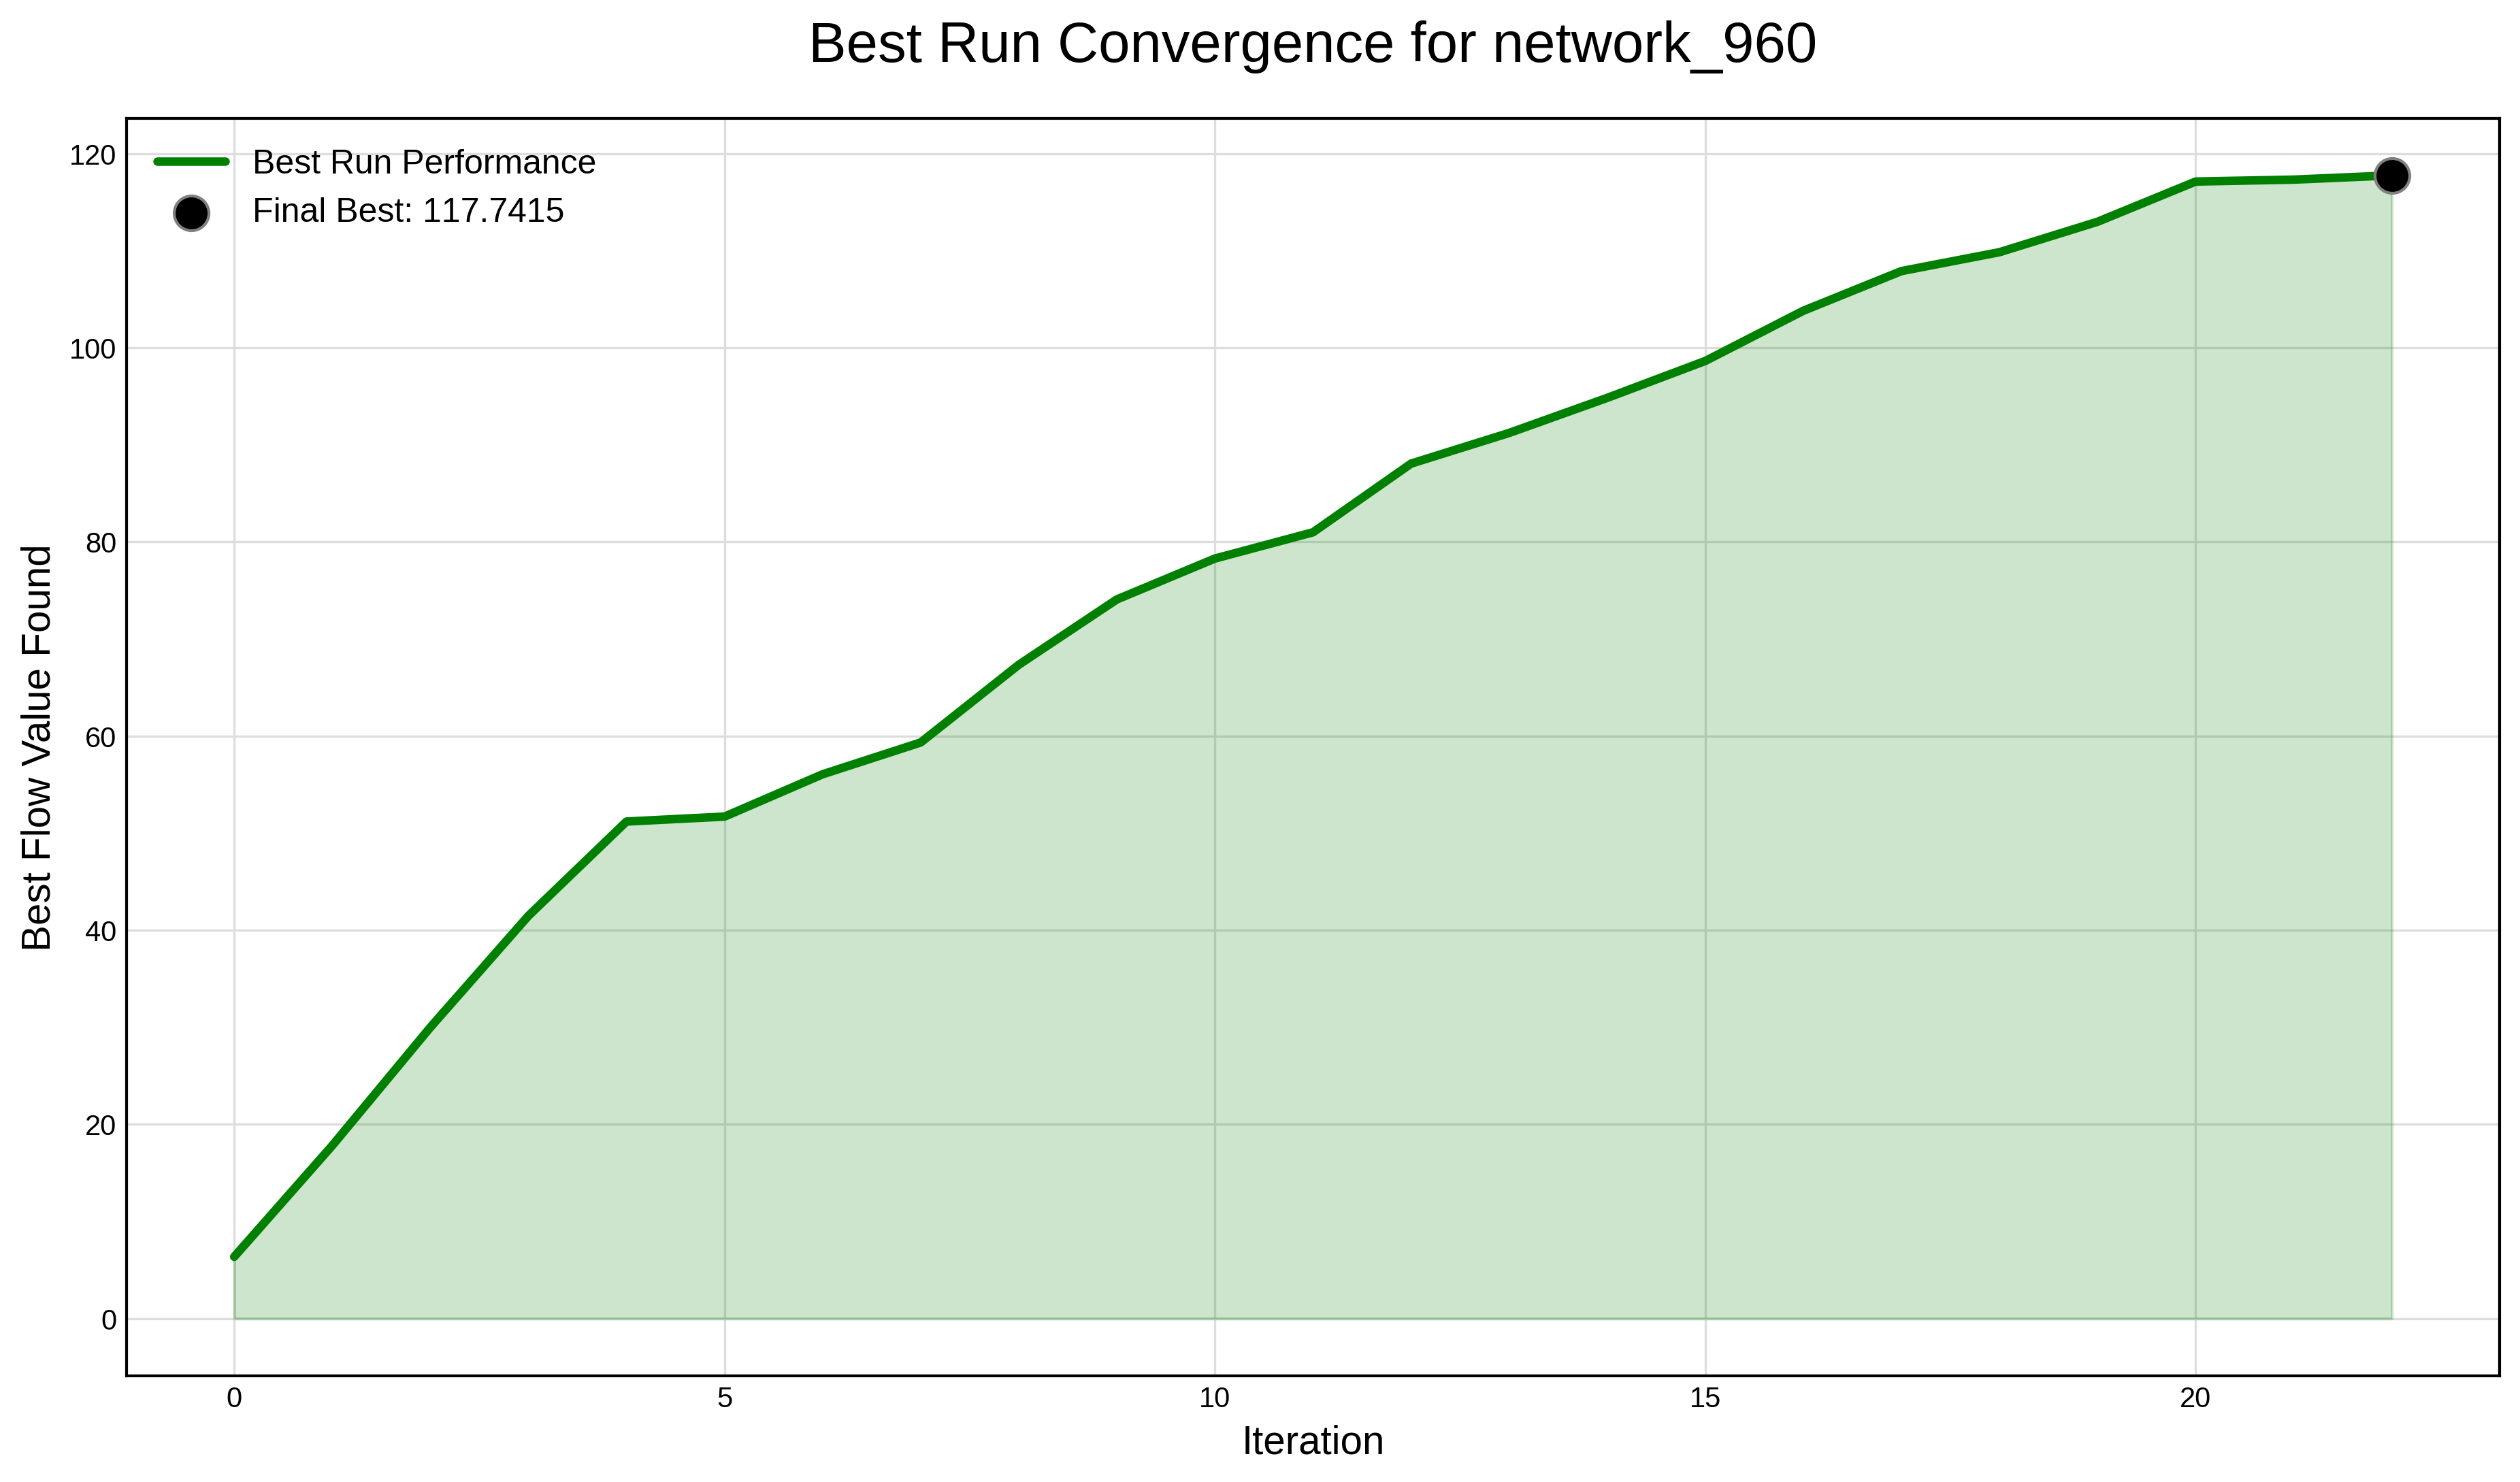 Best Run Convergence for network_960
Best Run Performance
Final Best: 117.7415
Best Flow Value Found
120
100
80
60
40
20
0
0
5
10
15
20
Iteration